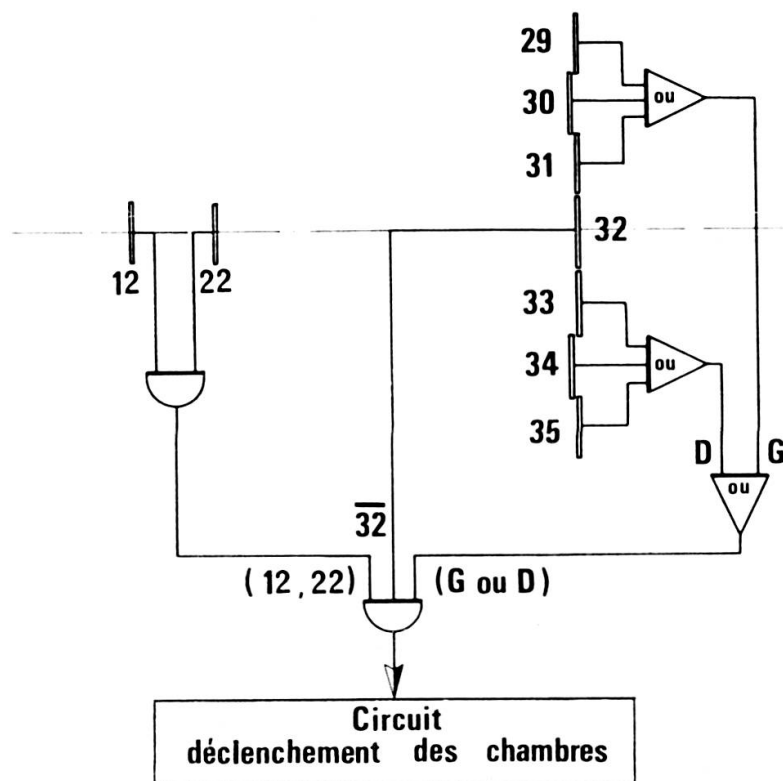 29
30
ou
31
32
12
22
33
34
ou
35
D
G
ou
32
( 12 , 22 )
( G ou D )
Circuit
déclenchement des chambres